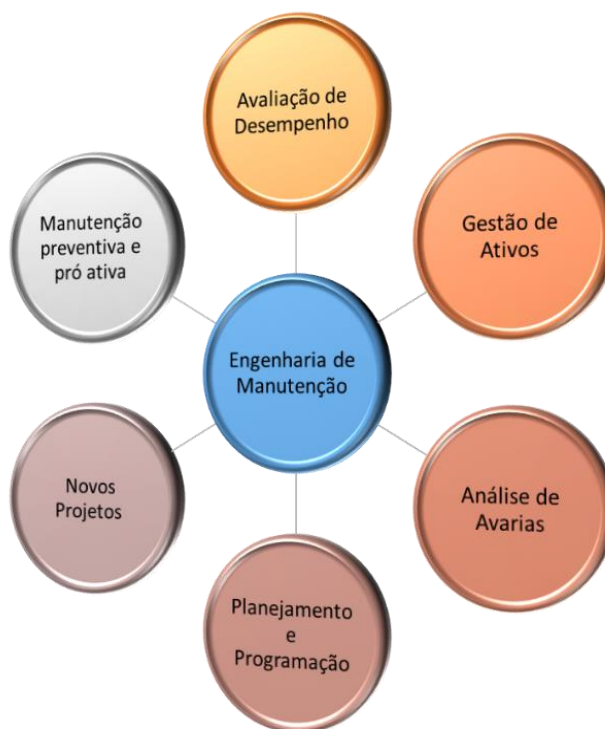 Avaliação de
Desempenho
Gestão de
Ativos
Manutenção
preventiva e
pró ativa
Engenharia de
Manutenção
Novos
Projetos
Análise de
Avarias
Planejamento
e
Programação